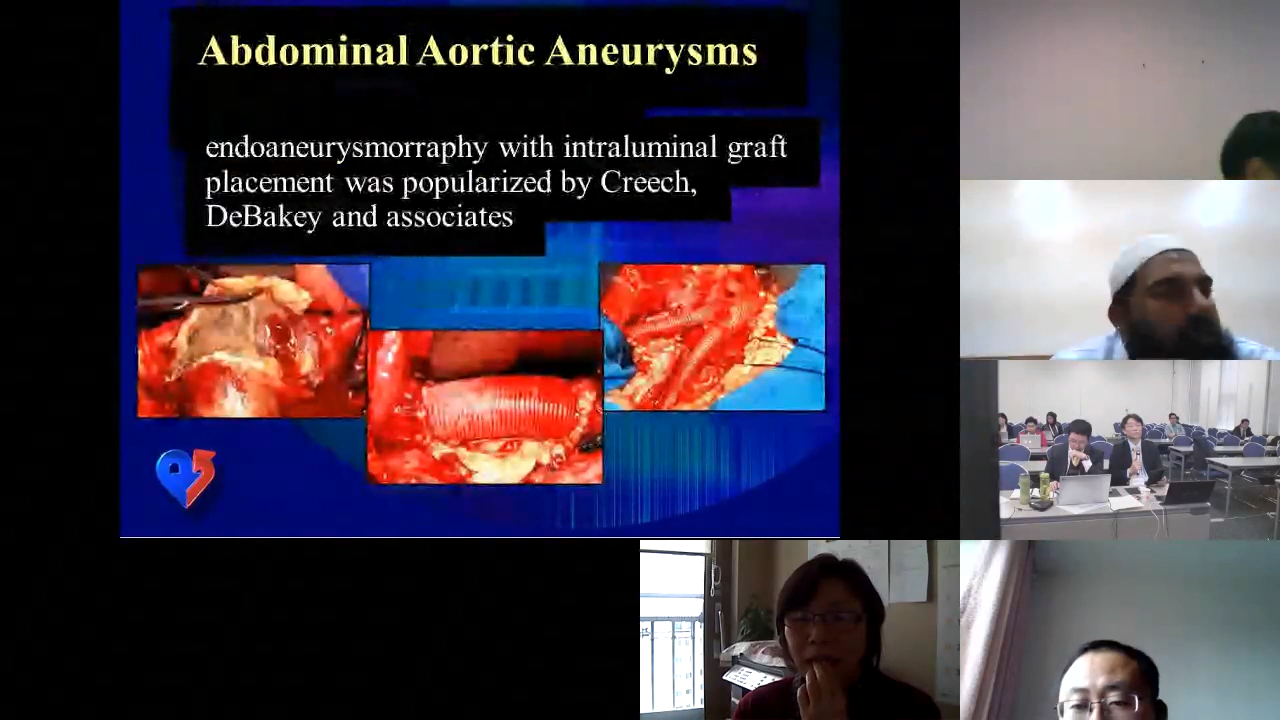 Abdominal Aortic Aneurysms
endoaneurysmorraphy with intraluminal graft
placement was popularized by Creech,
DeBakey and associates